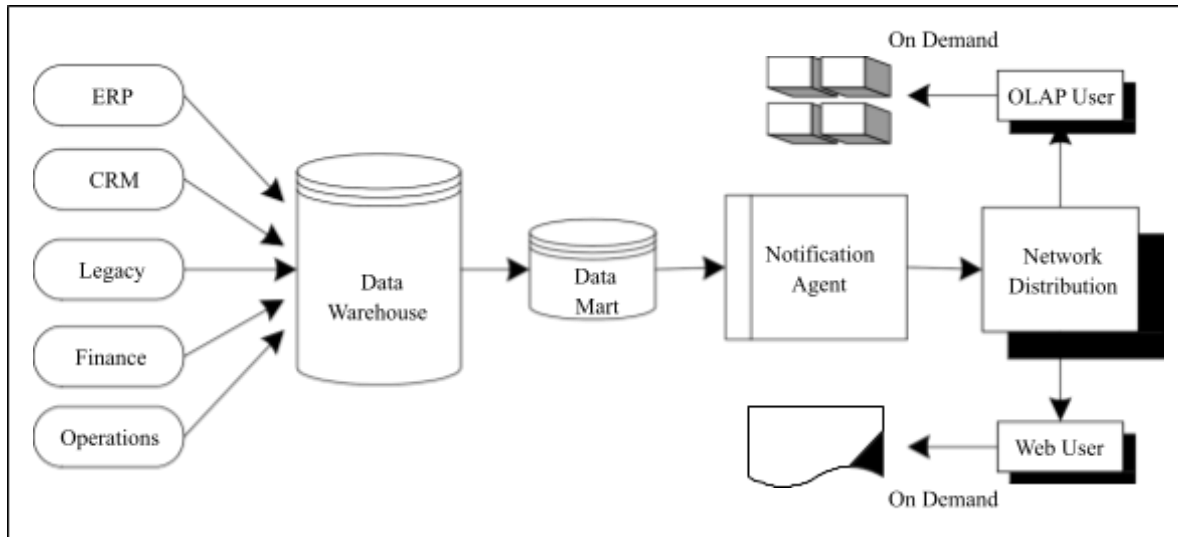 ERP
CRM
Legacy
Finance
Operations
Data
Warehouse
Data
Mart
Notification
Agent
Network
Distribution
On Demand
OLAP User
Web User
On Demand